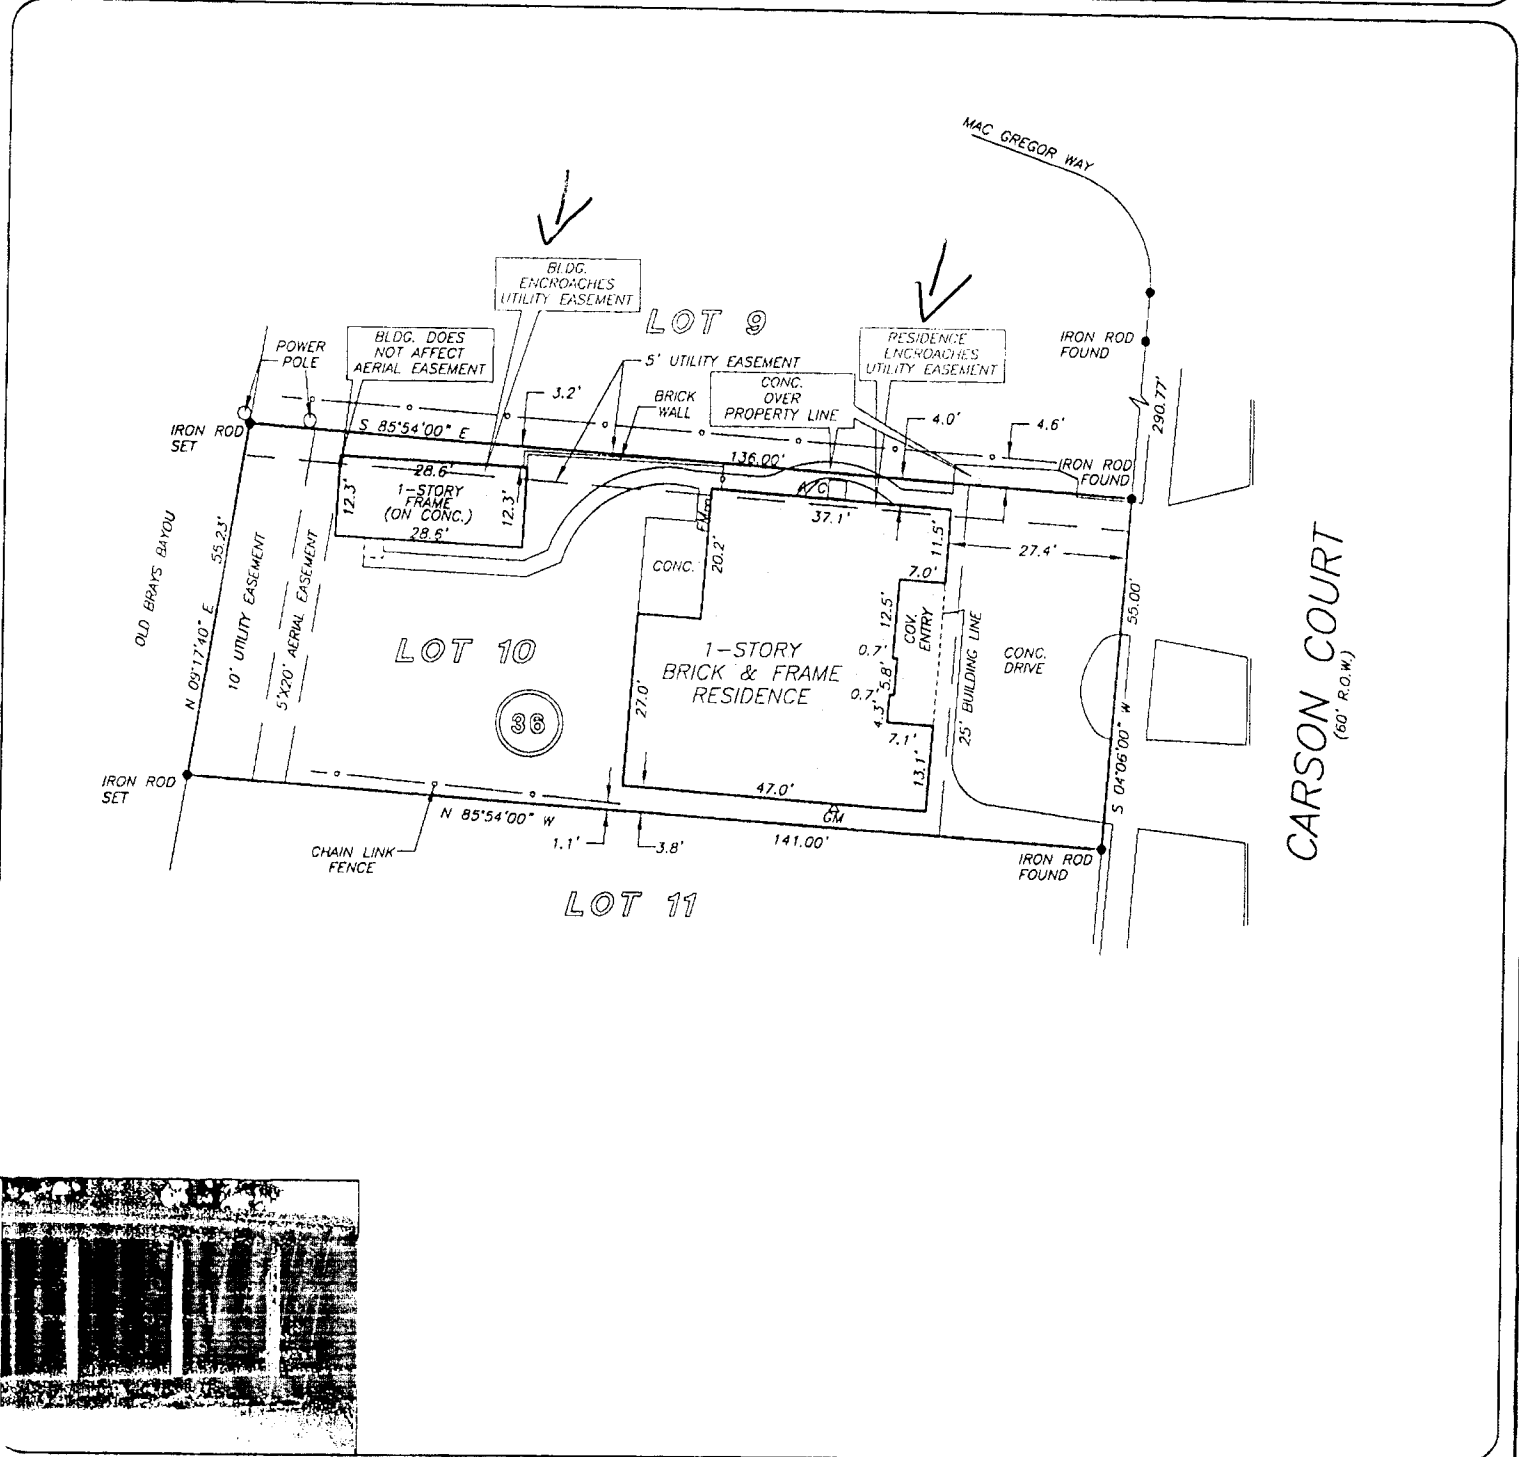 MAC GREGOR WAY
BLDG.
ENCROACHES
UTILITY EASEMENT
LOT 9
BLDG. DOES
NOT AFFECT
AERIAL EASEMENT
POWER
POLE
5' UTILITY EASEMENT
RESIDENCE
ENCROACHES
UTILITY EASEMENT
IRON ROD
FOUND
290.77'
CONC.
OVER
PROPERTY LINE
BRICK
WALL
3.2'
4.0'
4.6'
IRON ROD
SET
S 85°54'00" E
136.00'
IRON ROD
FOUND
28.6'
1-STORY
FRAME
(ON CONC.)
28.6'
12.3'
12.3'
A/C
37.1'
11.5'
27.4'
EM
20.2'
CONC.
7.0'
12.5'
COV.
ENTRY
0.7'
5.8'
0.7'
4.3'
7.1'
13.1'
OLD BRAYS BAYOU
N 09°17'40" E
55.23'
10' UTILITY EASEMENT
5'X20' AERIAL EASEMENT
LOT 10
36
1-STORY
BRICK & FRAME
RESIDENCE
27.0'
47.0'
GM
25' BUILDING LINE
CONC.
DRIVE
S 04°06'00" W
55.00'
CARSON COURT
(60' R.O.W.)
IRON ROD
SET
N 85°54'00" W
141.00'
CHAIN LINK
FENCE
1.1'
3.8'
IRON ROD
FOUND
LOT 11